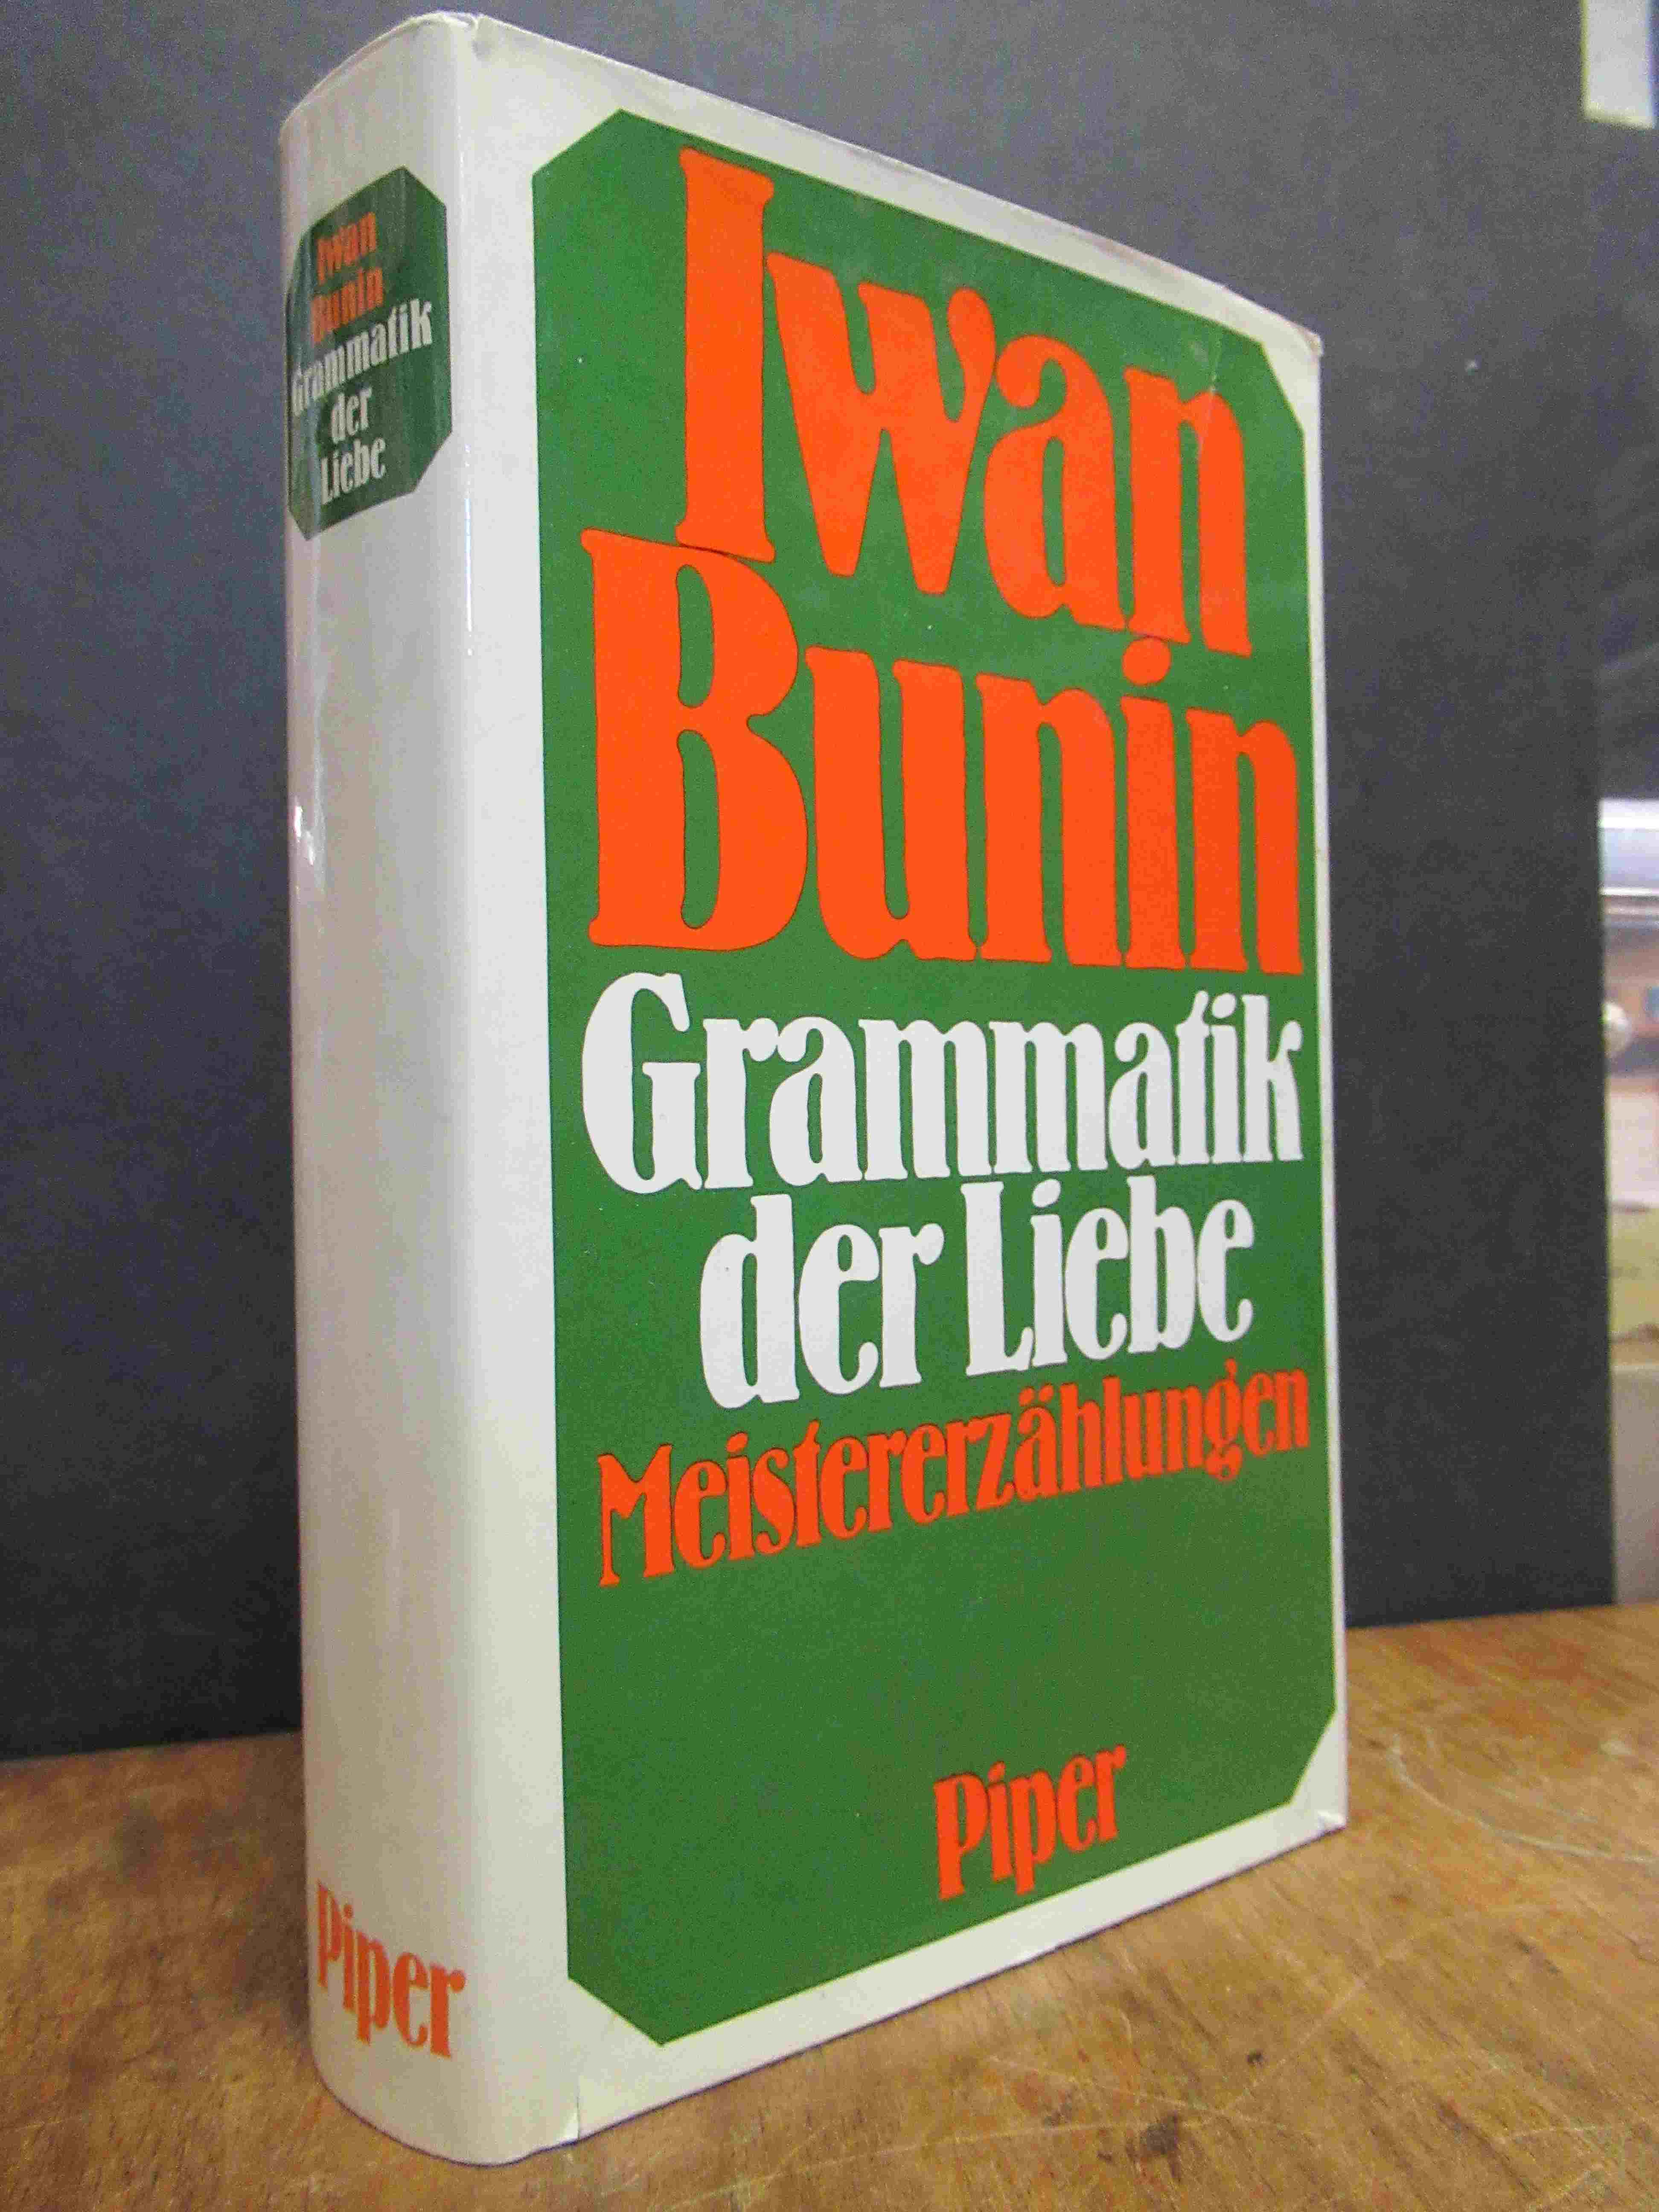 Iwan
Bunin
Grammatik
der
Liebe
Piper
Iwan
Bunin
Grammatik
der Liebe
Meistererzählungen
Piper